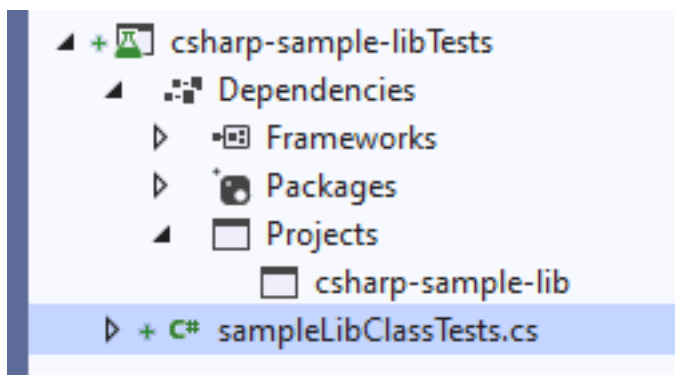 csharp-sample-libTests
Dependencies
Frameworks
Packages
Projects
csharp-sample-lib
C# sampleLibClassTests.cs